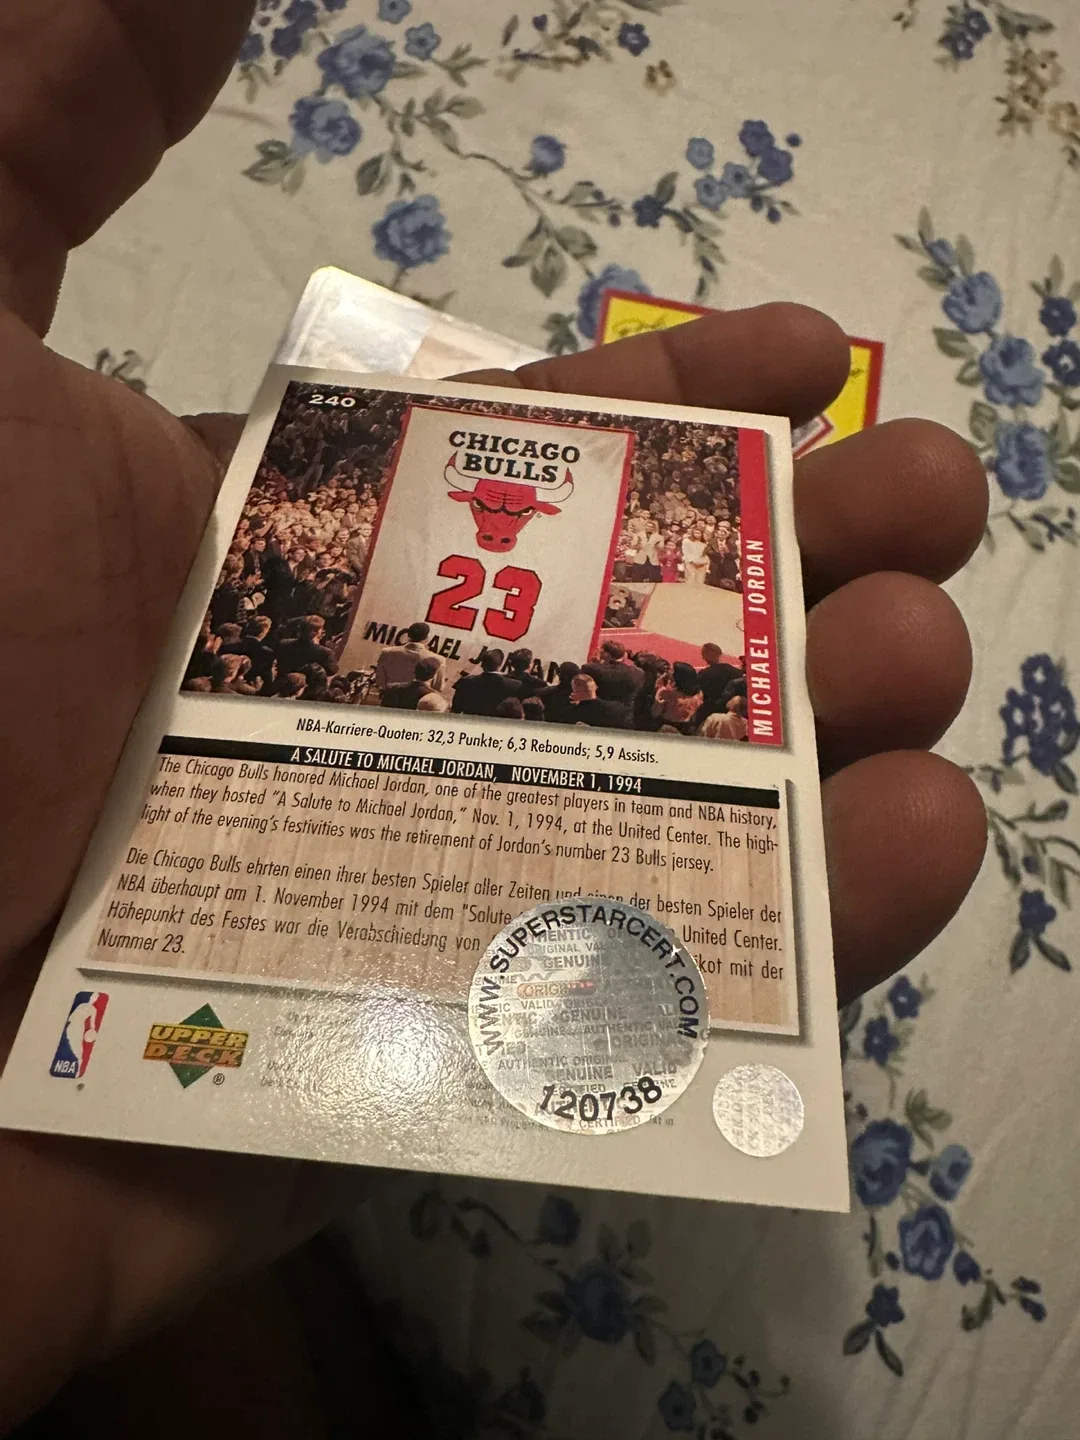 240
CHICAGO
BULLS
23
MICHAEL JORDAN
MICHAEL JORDAN
NBA-Karriere-Quoten: 32,3 Punkte; 6,3 Rebounds; 5,9 Assists.
A SALUTE TO MICHAEL JORDAN, NOVEMBER 1, 1994
The Chicago Bulls honored Michael Jordan, one of the greatest players in team and NBA history,
when they hosted "A Salute to Michael Jordan," Nov. 1, 1994, at the United Center. The high-
light of the evening's festivities was the retirement of Jordan's number 23 Bulls jersey.
Die Chicago Bulls ehrten einen ihrer besten Spieler aller Zeiten und einen der besten Spieler der
NBA überhaupt am 1. November 1994 mit dem "Salute United Center.
Höhepunkt des Festes war die Verabschiedung von kot mit der
Nummer 23.
WWW.SUPERSTARCERT.COM
AUTHENTIC ORIGINAL
GENUINE VALID
120738
NBA
UPPER
DECK®